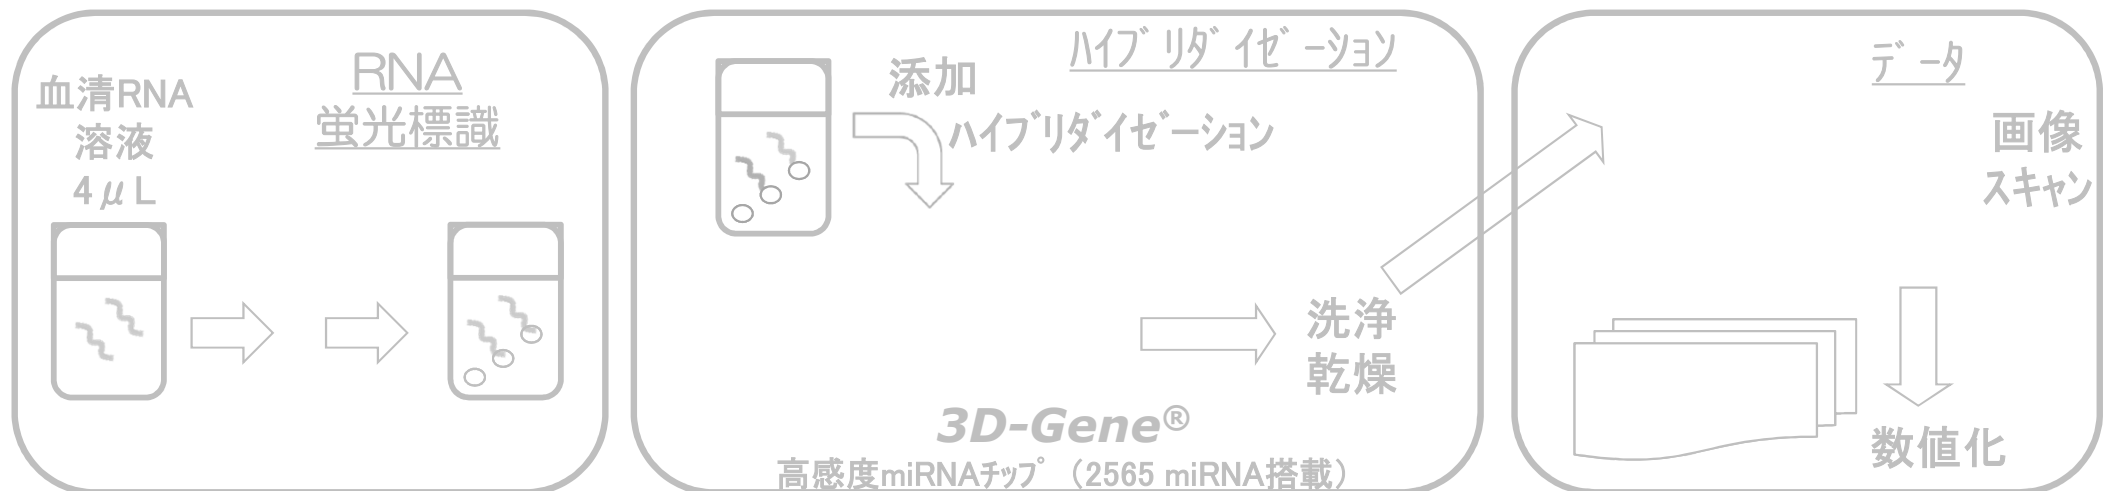 血清RNA
溶液
4μL
RNA
蛍光標識
ハイブリダイゼーション
添加
ハイブリダイゼーション
洗浄
乾燥
3D-Gene®
高感度miRNAチップ（2565 miRNA搭載）
データ
画像
スキャン
数値化